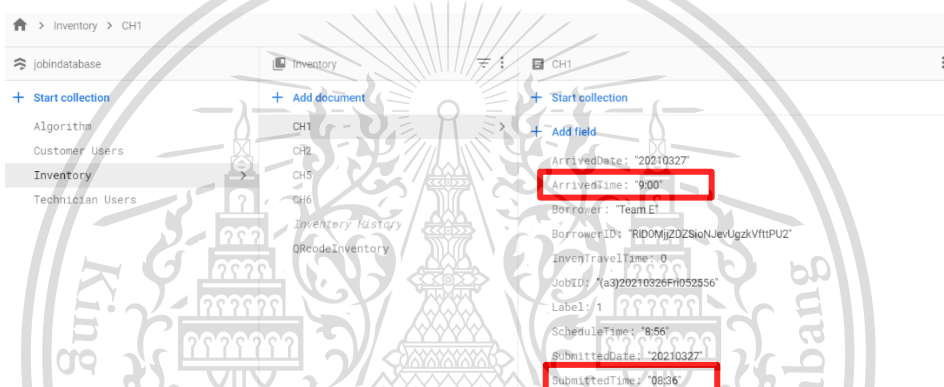 > Inventory > CH1
jobindatabase
+ Start collection
Algorithm
Customer Users
Inventory >
Technician Users
Inventory
+ Add document
CH1 >
CH2
CH5
CH6
Inventory History
QRcodeInventory
CH1
+ Start collection
+ Add field
ArrivedDate: "20210327"
ArrivedTime: "9:00"
Borrower: "Team E"
BorrowerID: "RlD0MjjZDZSioNJevUgzkVfttPU2"
InvenTravelTime: 0
JobID: "(a3)20210326Fri052556"
Label: 1
ScheduleTime: "8:56"
SubmittedDate: "20210327"
SubmittedTime: "08:36"
King
bang